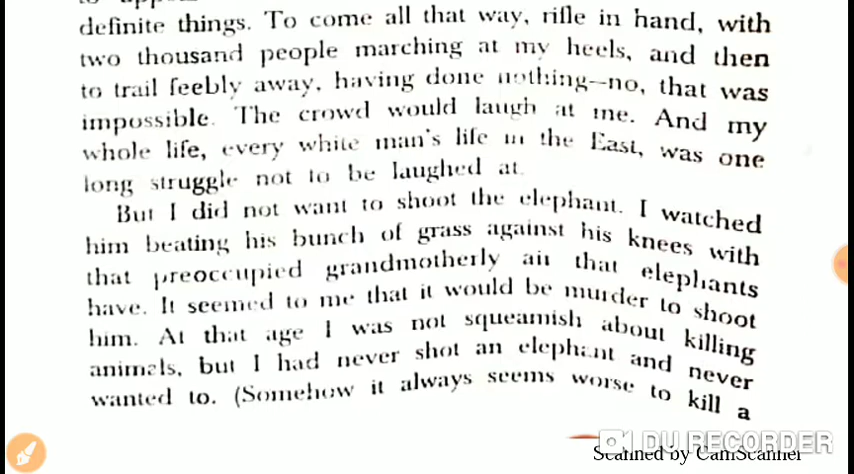 definite things. To come all that way, rifle in hand, with
two thousand people marching at my heels, and then
to trail feebly away, having done nothing—no, that was
impossible. The crowd would laugh at me. And my
whole life, every white man's life in the East, was one
long struggle not to be laughed at.
But I did not want to shoot the elephant. I watched
him beating his bunch of grass against his knees with
that preoccupied grandmotherly air that elephants
have. It seemed to me that it would be murder to shoot
him. At that age I was not squeamish about killing
animals, but I had never shot an elephant and never
wanted to. (Somehow it always seems worse to kill a
DU RECORDER
Scanned by CamScanner